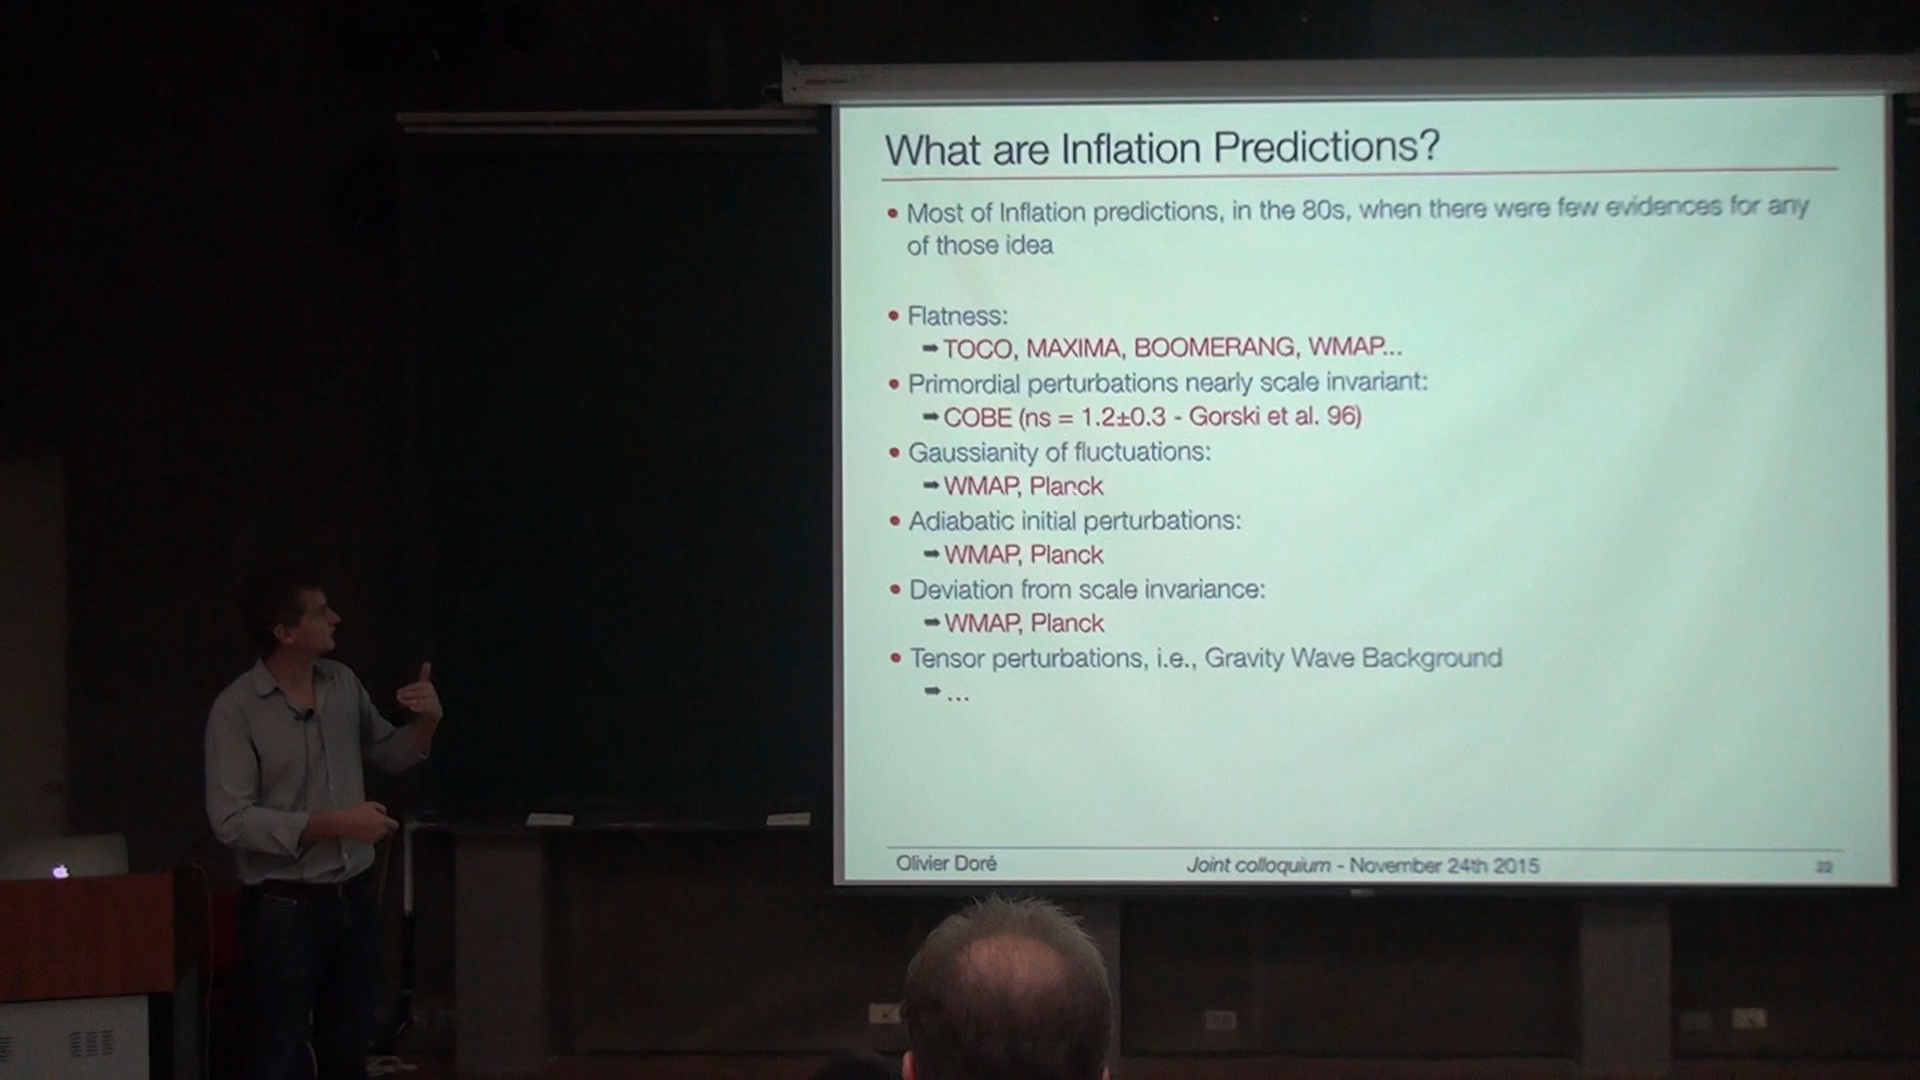 What are Inflation Predictions?
• Most of Inflation predictions, in the 80s, when there were few evidences for any
of those idea
• Flatness:
➡ TOCO, MAXIMA, BOOMERANG, WMAP...
• Primordial perturbations nearly scale invariant:
➡ COBE (ns = 1.2±0.3 - Gorski et al. 96)
• Gaussianity of fluctuations:
➡ WMAP, Planck
• Adiabatic initial perturbations:
➡ WMAP, Planck
• Deviation from scale invariance:
➡ WMAP, Planck
• Tensor perturbations, i.e., Gravity Wave Background
➡ ...
Olivier Doré
Joint colloquium - November 24th 2015